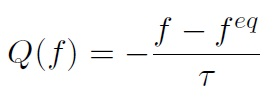 Q(f) = -\frac{f - f^{eq}}{\tau}